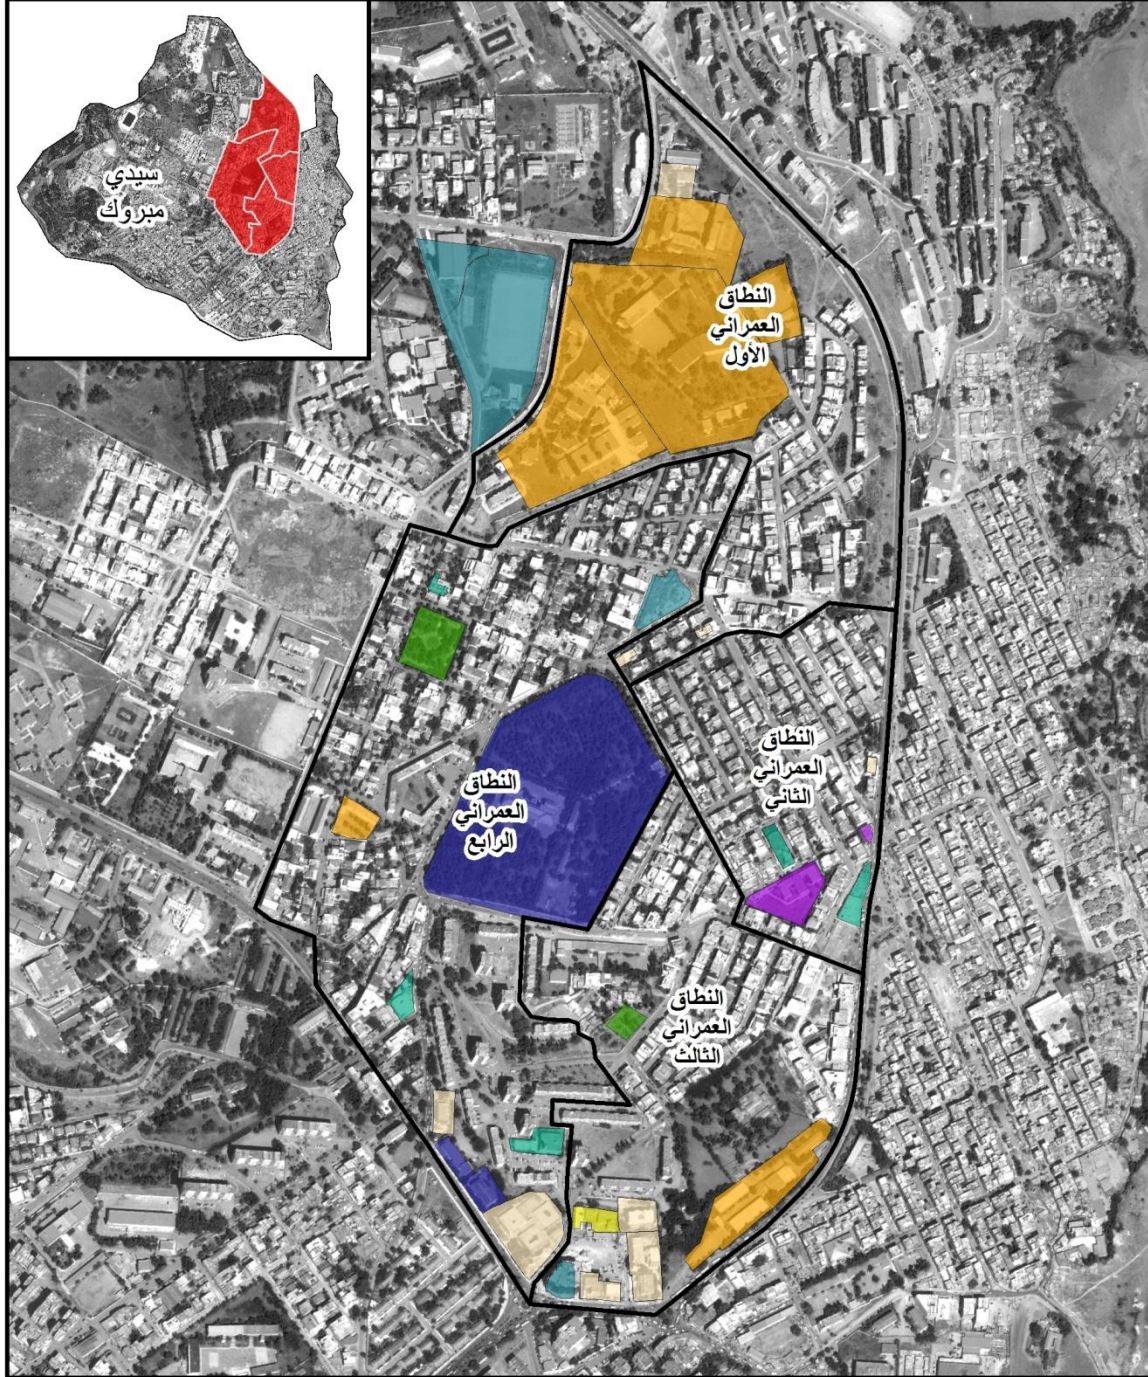 سيدي
مبروك
النطاق
العمراني
الأول
النطاق
العمراني
الثاني
النطاق
العمراني
الرابع
النطاق
العمراني
الثالث